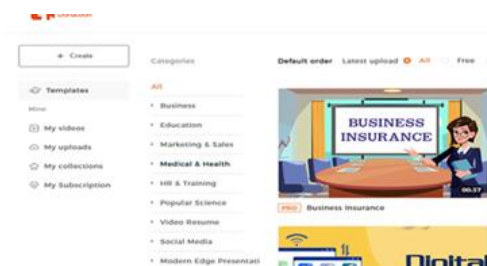 + Create
Templates
Mine
My videos
My uploads
My collections
My Subscription
Categories
All
Business
Education
Marketing & Sales
Medical & Health
HR & Training
Popular Science
Video Resume
Social Media
Modern Edge Presentati
Default order Latest upload All Free
BUSINESS
INSURANCE
00:17
PRO Business Insurance
Digital